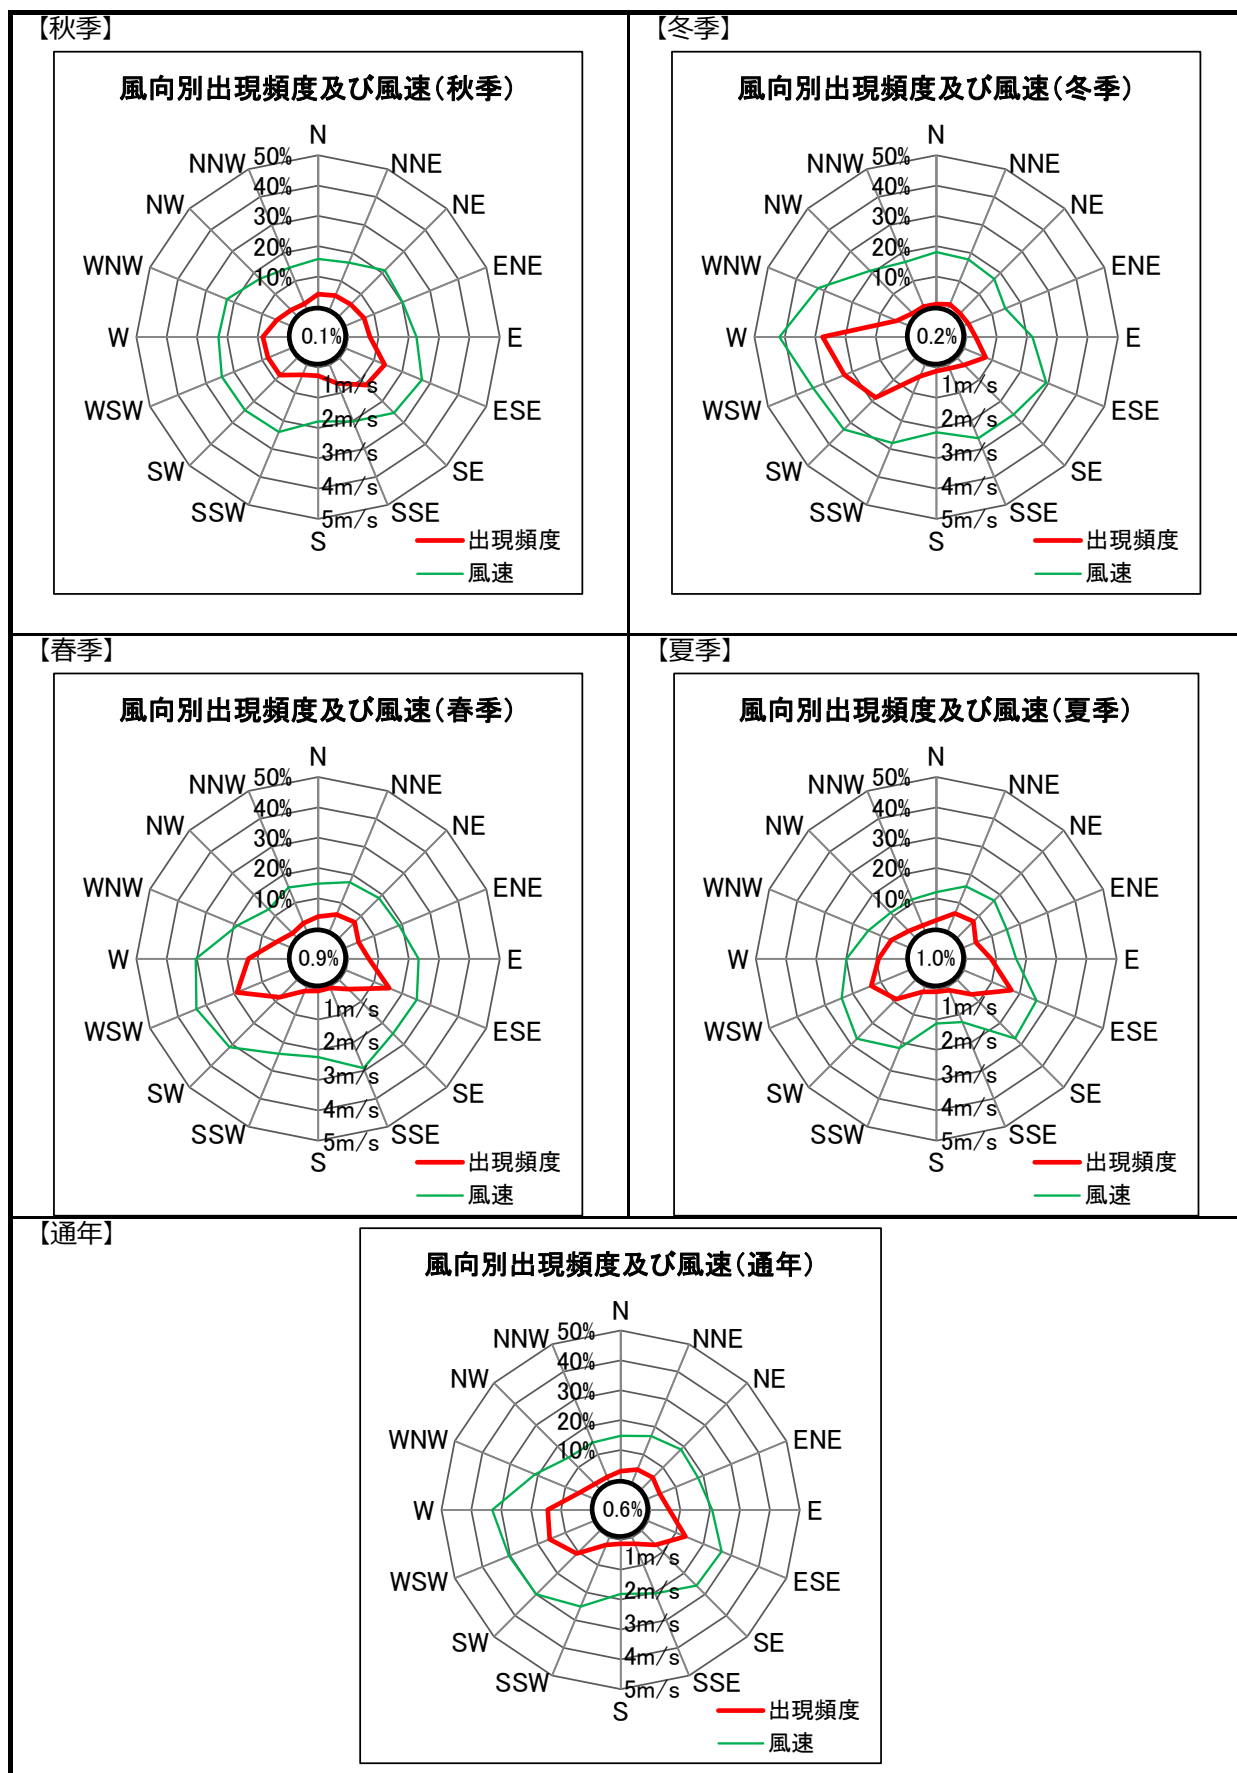 【秋季】
風向別出現頻度及び風速(秋季)
N
NNE
NE
ENE
E
ESE
SE
SSE
S
SSW
SW
WSW
W
WNW
NW
NNW
50%
40%
30%
20%
10%
0.1%
1m/s
2m/s
3m/s
4m/s
5m/s
出現頻度
風速
【冬季】
風向別出現頻度及び風速(冬季)
N
NNE
NE
ENE
E
ESE
SE
SSE
S
SSW
SW
WSW
W
WNW
NW
NNW
50%
40%
30%
20%
10%
0.2%
1m/s
2m/s
3m/s
4m/s
5m/s
出現頻度
風速
【春季】
風向別出現頻度及び風速(春季)
N
NNE
NE
ENE
E
ESE
SE
SSE
S
SSW
SW
WSW
W
WNW
NW
NNW
50%
40%
30%
20%
10%
0.9%
1m/s
2m/s
3m/s
4m/s
5m/s
出現頻度
風速
【夏季】
風向別出現頻度及び風速(夏季)
N
NNE
NE
ENE
E
ESE
SE
SSE
S
SSW
SW
WSW
W
WNW
NW
NNW
50%
40%
30%
20%
10%
1.0%
1m/s
2m/s
3m/s
4m/s
5m/s
出現頻度
風速
【通年】
風向別出現頻度及び風速(通年)
N
NNE
NE
ENE
E
ESE
SE
SSE
S
SSW
SW
WSW
W
WNW
NW
NNW
50%
40%
30%
20%
10%
0.6%
1m/s
2m/s
3m/s
4m/s
5m/s
出現頻度
風速